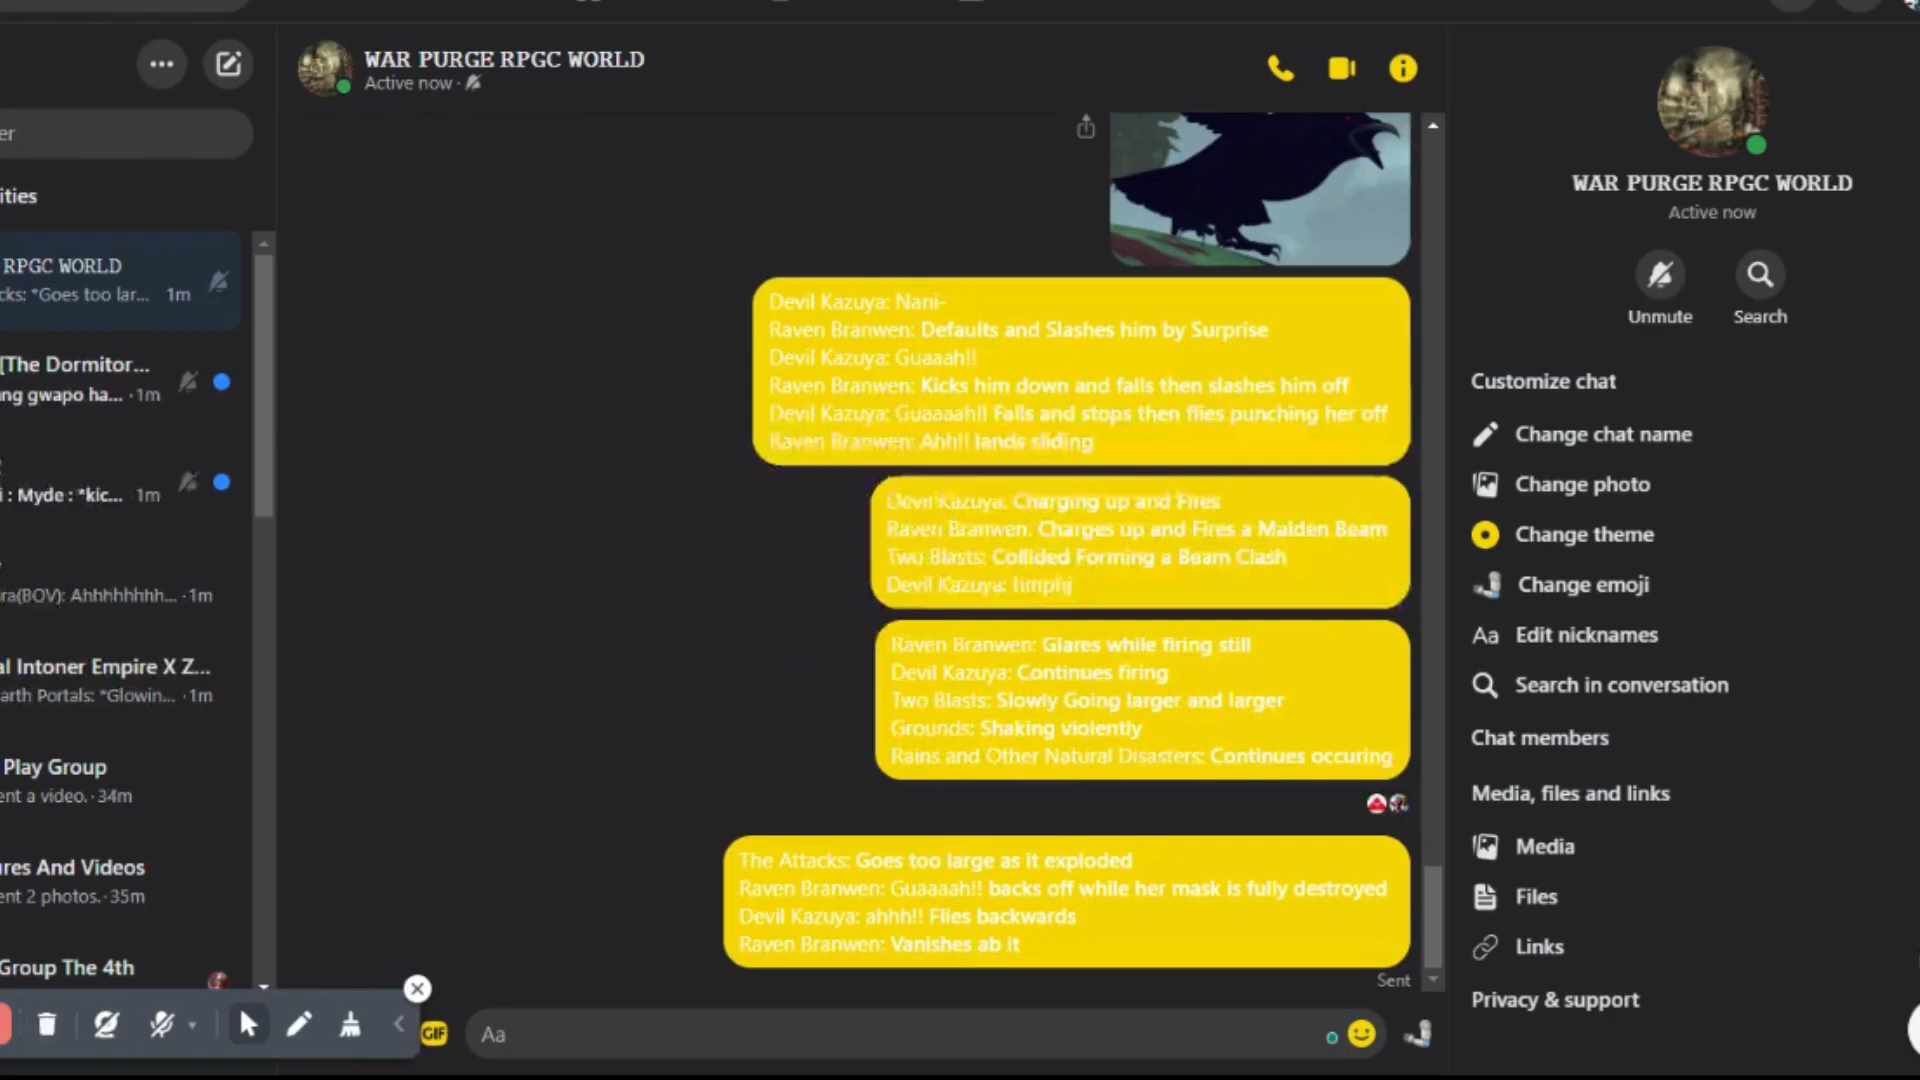 er
ities
RPGC WORLD
cks: *Goes too lar... 1m
[The Dormitor...
ng gwapo ha... · 1m
i : Myde : *kic... 1m
ira(BOV): Ahhhhhhhh... · 1m
al Intoner Empire X Z...
arth Portals: *Glowin... · 1m
Play Group
ent a video. · 34m
res And Videos
ent 2 photos. · 35m
Group The 4th
WAR PURGE RPGC WORLD
Active now ·
Devil Kazuya: Nani-
Raven Branwen: Defaults and Slashes him by Surprise
Devil Kazuya: Guaaah!!
Raven Branwen: Kicks him down and falls then slashes him off
Devil Kazuya: Guaaaah!! Falls and stops then flies punching her off
Raven Branwen: Ahh!! lands sliding
Devil Kazuya: Charging up and Fires
Raven Branwen: Charges up and Fires a Maiden Beam
Two Blasts: Collided Forming a Beam Clash
Devil Kazuya:
Raven Branwen: Glares while firing still
Devil Kazuya: Continues firing
Two Blasts: Slowly Going larger and larger
Grounds: Shaking violently
Rains and Other Natural Disasters: Continues occuring
The Attacks: Goes too large as it exploded
Raven Branwen: Guaaaah!! backs off while her mask is fully destroyed
Devil Kazuya: ahhh!! Flies backwards
Raven Branwen: Vanishes ab it
Sent
GIF
Aa
WAR PURGE RPGC WORLD
Active now
Unmute
Search
Customize chat
Change chat name
Change photo
Change theme
Change emoji
Aa Edit nicknames
Search in conversation
Chat members
Media, files and links
Media
Files
Links
Privacy & support